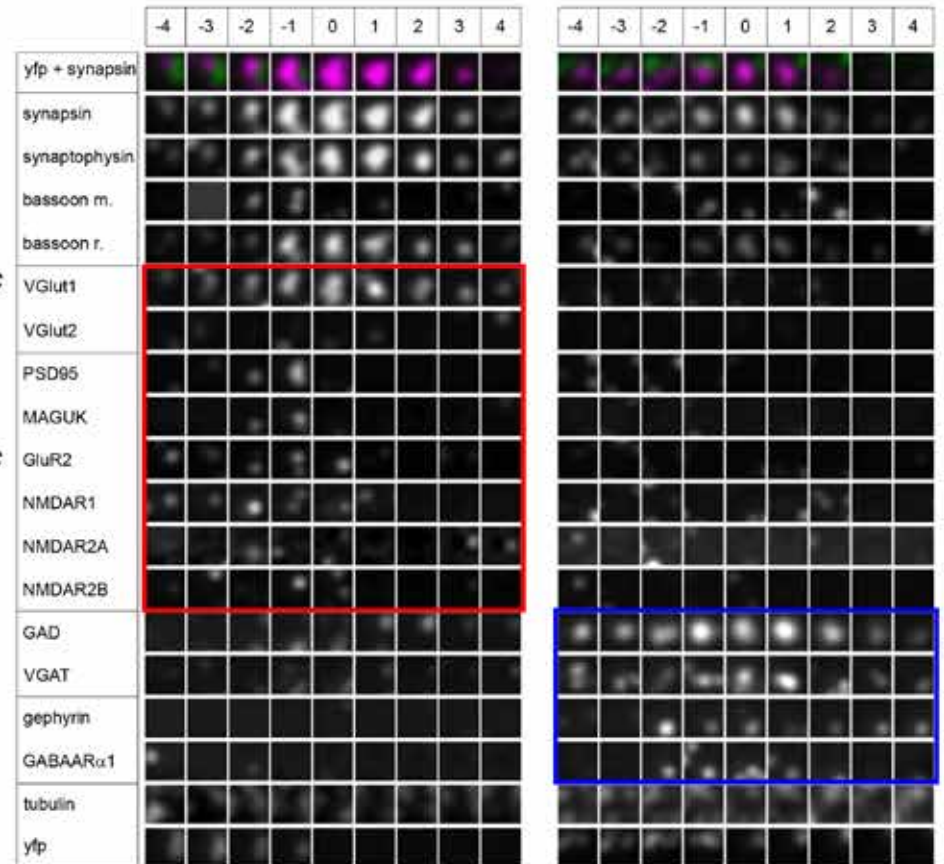 -4 -3 -2 -1 0 1 2 3 4 -4 -3 -2 -1 0 1 2 3 4
yfp + synapsin
synapsin
synaptophysin
bassoon m.
bassoon r.
VGlut1
VGlut2
PSD95
MAGUK
GluR2
NMDAR1
NMDAR2A
NMDAR2B
GAD
VGAT
gephyrin
GABAARα1
tubulin
yfp